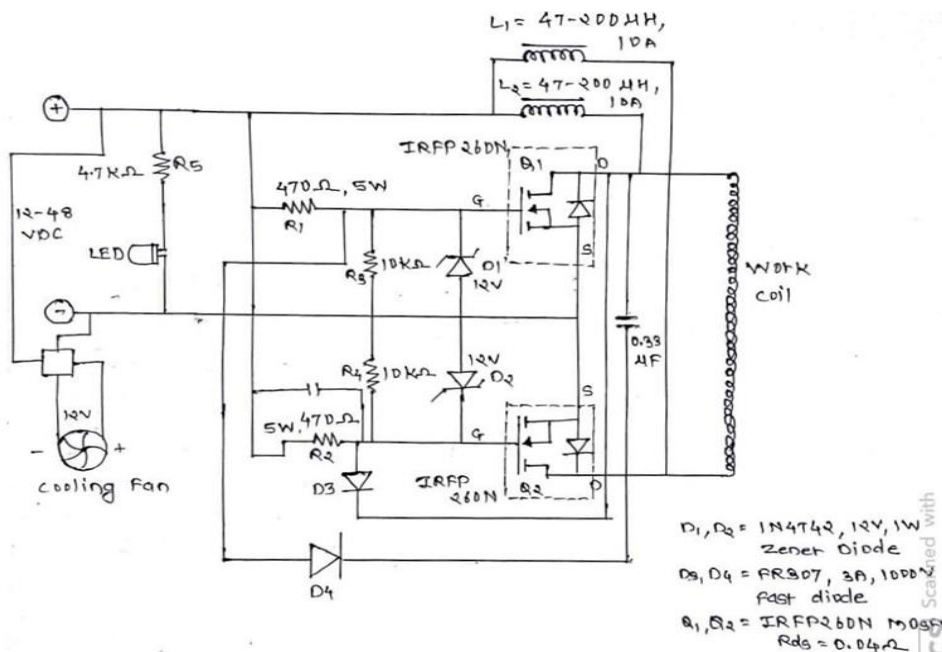 L1 = 47-200 µH,
10A
L2 = 47-200 µH,
10A
+
IRFP260N
Q1
D
4.7KΩ
R5
470Ω, 5W
R1
G
12-48
VDC
LED
R3
10KΩ
D1
12V
S
Work
coil
-
0.33
µF
R4
10KΩ
12V
D2
S
5W, 470Ω
R2
G
12V
-
+
Cooling Fan
D3
IRFP
260N
Q2
D
D4
D1, D2 = 1N4742, 12V, 1W
Zener Diode
D3, D4 = FR307, 3A, 1000V
Fast diode
Q1, Q2 = IRFP260N
Rds = 0.04Ω
Scanned with